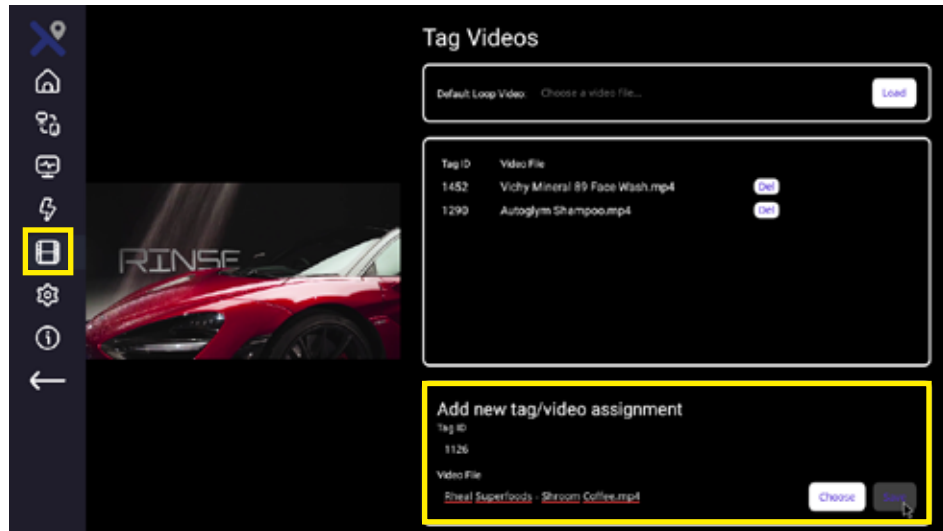 Tag Videos
Default Loop Video: Choose a video file... Load
Tag ID Video File
1452 Vichy Mineral 89 Face Wash.mp4 Del
1290 Autoglym Shampoo.mp4 Del
RINSE
Add new tag/video assignment
Tag ID
1126
Video File
Rheal Superfoods - Shroom Coffee.mp4 Choose